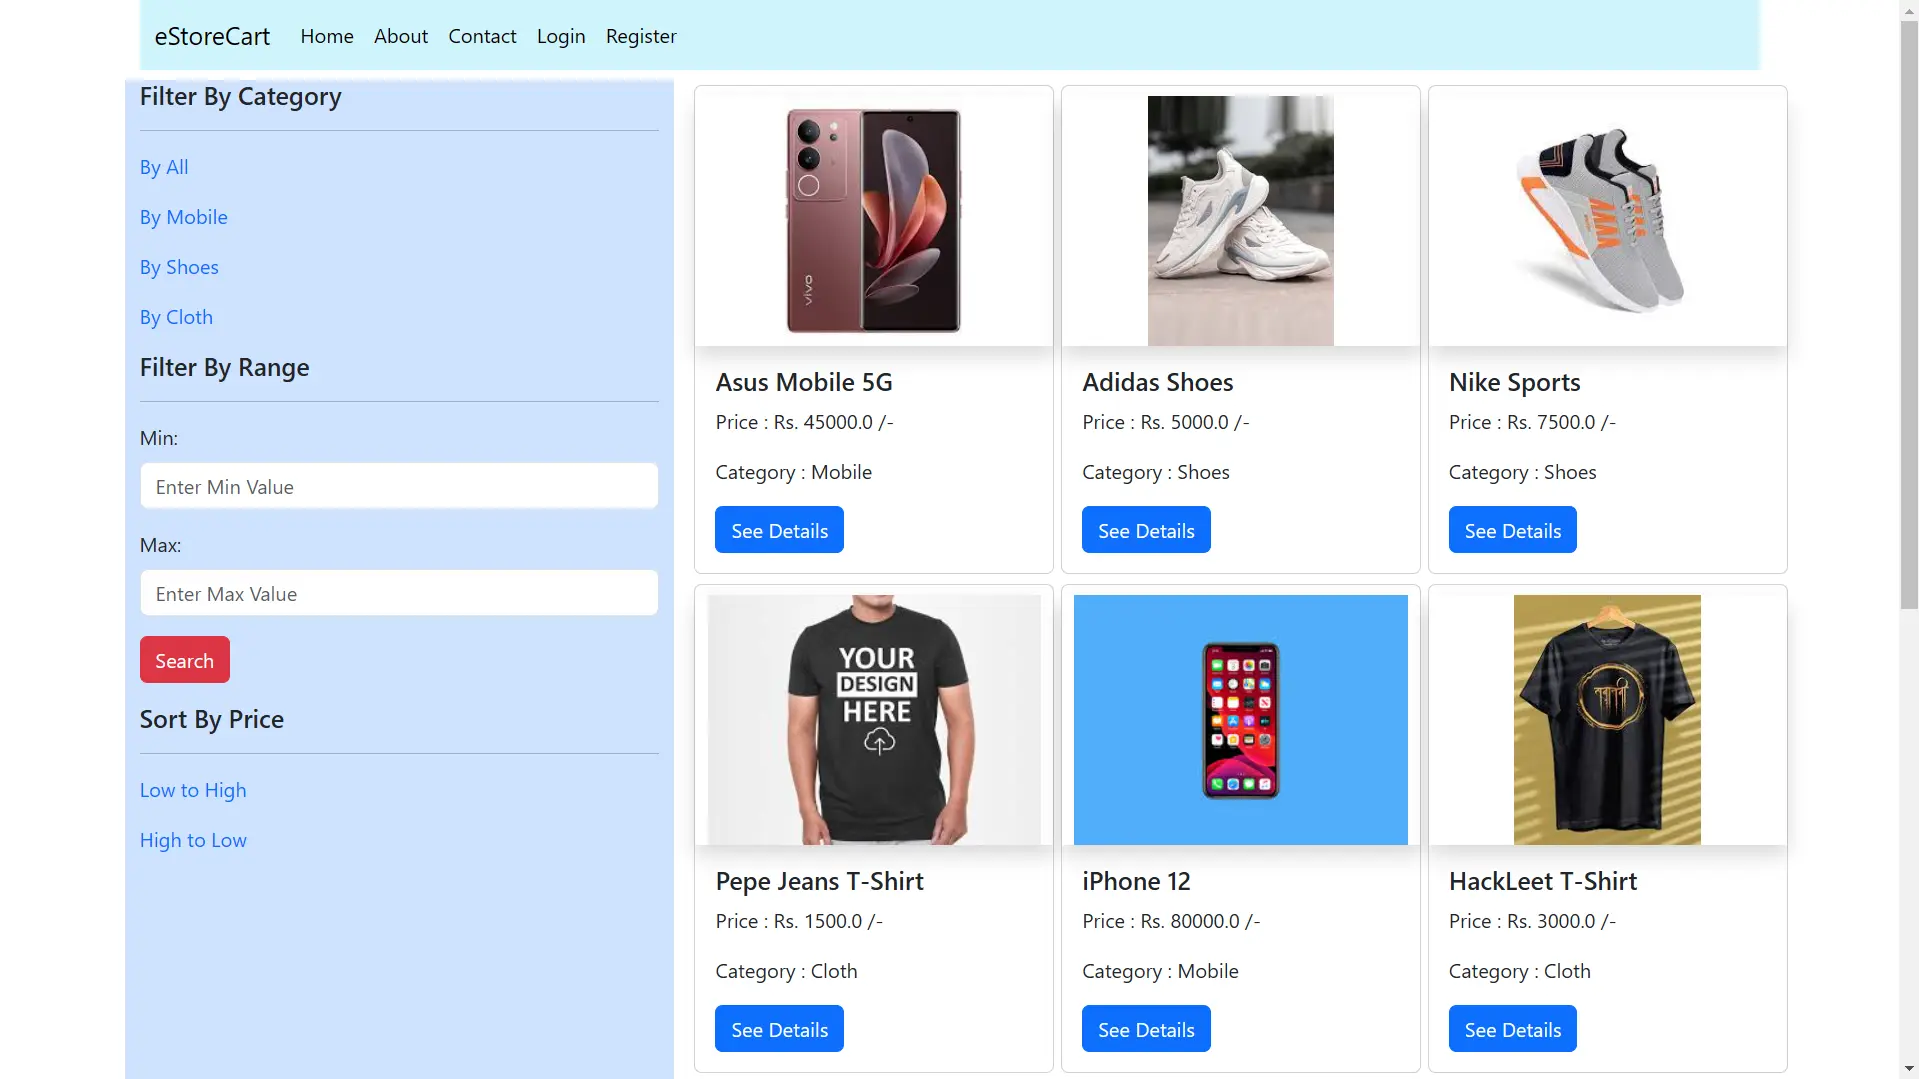 eStoreCart Home About Contact Login Register
Filter By Category
By All
By Mobile
By Shoes
By Cloth
Filter By Range
Min:
Enter Min Value
Max:
Enter Max Value
Search
Sort By Price
Low to High
High to Low
vivo
Asus Mobile 5G
Price : Rs. 45000.0 /-
Category : Mobile
See Details
Adidas Shoes
Price : Rs. 5000.0 /-
Category : Shoes
See Details
Nike Sports
Price : Rs. 7500.0 /-
Category : Shoes
See Details
YOUR
DESIGN
HERE
Pepe Jeans T-Shirt
Price : Rs. 1500.0 /-
Category : Cloth
See Details
iPhone 12
Price : Rs. 80000.0 /-
Category : Mobile
See Details
HackLeet T-Shirt
Price : Rs. 3000.0 /-
Category : Cloth
See Details